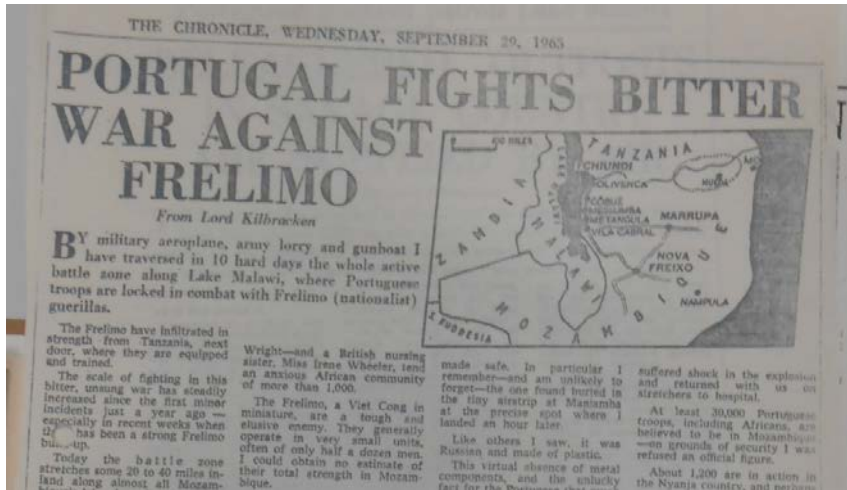 THE CHRONICLE, WEDNESDAY, SEPTEMBER 29, 1965
PORTUGAL FIGHTS BITTER
WAR AGAINST
FRELIMO
From Lord Kilbracken
BY military aeroplane, army lorry and gunboat I
have traversed in 10 hard days the whole active
battle zone along Lake Malawi, where Portuguese
troops are locked in combat with Frelimo (nationalist)
guerillas.
MILES
TANZANIA
CHIUNDI
OLIVENCA
COBUE
METANGULA
VILA CABRAL
MARRUPA
NOVA
FREIXO
NAMPULA
ZAMBIA
MALAWI
MOZAMBIQUE
S. RHODESIA
The Frelimo have infiltrated in
strength from Tanzania, next
door, where they are equipped
and trained.
The scale of fighting in this
bitter, unsung war has steadily
increased since the first minor
incidents just a year ago —
especially in recent weeks when
has been a strong Frelimo
Today the battle zone
stretches some 20 to 40 miles in-
land along almost all Mozam-
Wright—and a British nursing
sister, Miss Irene Wheeler, tend
an anxious African community
of more than 1,000.
The Frelimo, a Viet Cong in
miniature, are a tough and
elusive enemy. They generally
operate in very small units,
often of only half a dozen men.
I could obtain no estimate of
their total strength in Mozam-
bique.
made safe. In particular I
remember—and am unlikely to
forget—the one found buried in
the tiny airstrip at Maniamba
at the precise spot where I
landed an hour later.
Like others I saw, it was
Russian and made of plastic.
This virtual absence of metal
components, and the unlucky
fact for the Portuguese that
suffered shock in the explosion
and returned with us on
stretchers to hospital.
At least 30,000 Portuguese
troops, including Africans, are
believed to be in Mozambique
—on grounds of security I was
refused an official figure.
About 1,200 are in action in
the Nyanja country, and perhaps